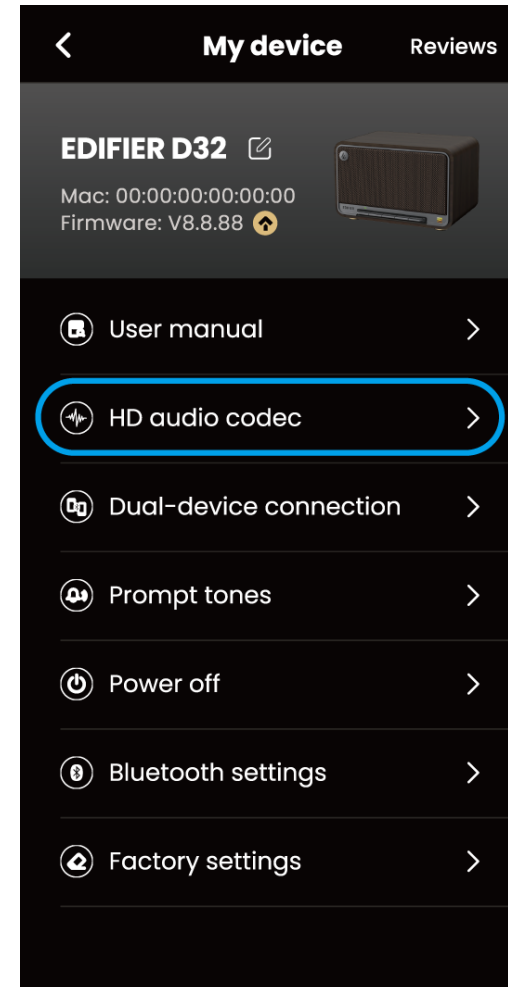 My device
Reviews
EDIFIER D32
Mac: 00:00:00:00:00:00
Firmware: V8.8.88
User manual
HD audio codec
Dual-device connection
Prompt tones
Power off
Bluetooth settings
Factory settings